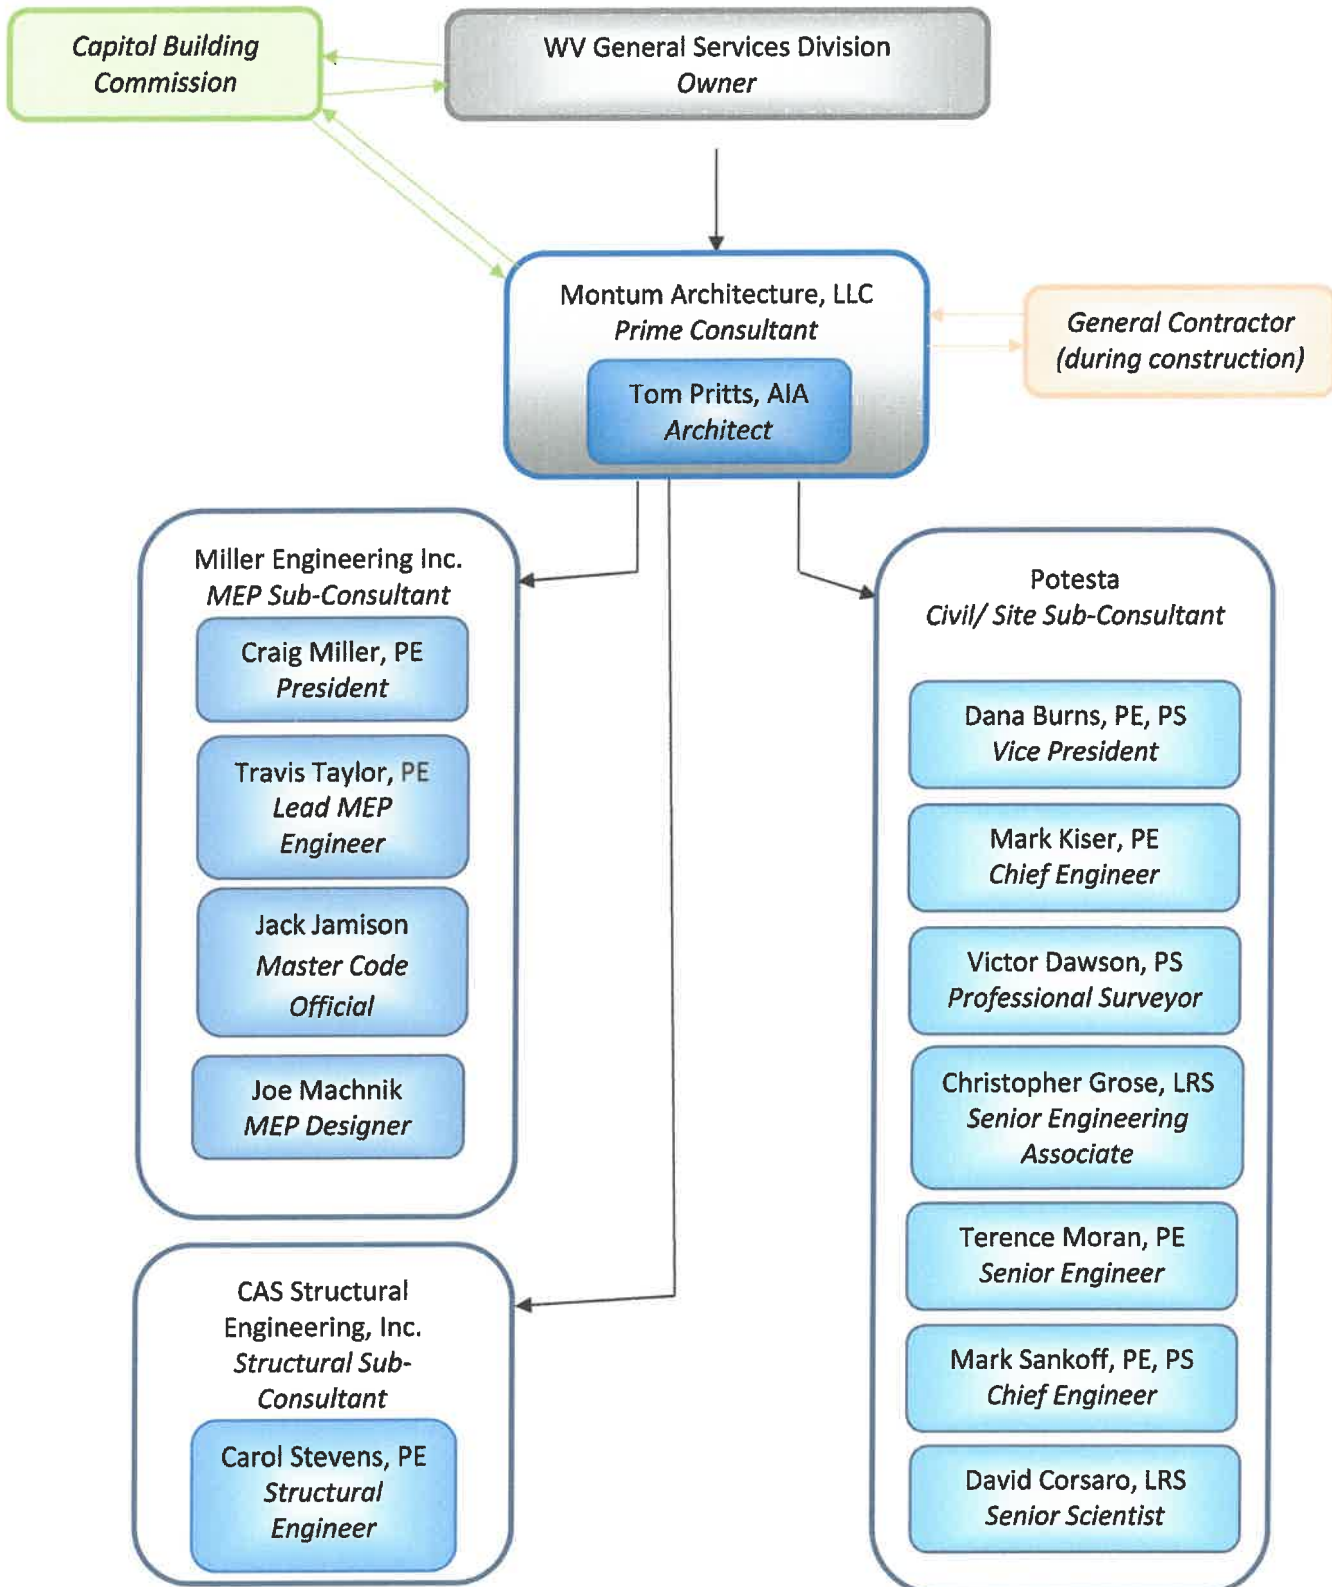 Capitol Building
Commission
WV General Services Division
Owner
Montum Architecture, LLC
Prime Consultant
Tom Pritts, AIA
Architect
General Contractor
(during construction)
Miller Engineering Inc.
MEP Sub-Consultant
Craig Miller, PE
President
Travis Taylor, PE
Lead MEP
Engineer
Jack Jamison
Master Code
Official
Joe Machnik
MEP Designer
CAS Structural
Engineering, Inc.
Structural Sub-
Consultant
Carol Stevens, PE
Structural
Engineer
Potesta
Civil/ Site Sub-Consultant
Dana Burns, PE, PS
Vice President
Mark Kiser, PE
Chief Engineer
Victor Dawson, PS
Professional Surveyor
Christopher Grose, LRS
Senior Engineering
Associate
Terence Moran, PE
Senior Engineer
Mark Sankoff, PE, PS
Chief Engineer
David Corsaro, LRS
Senior Scientist